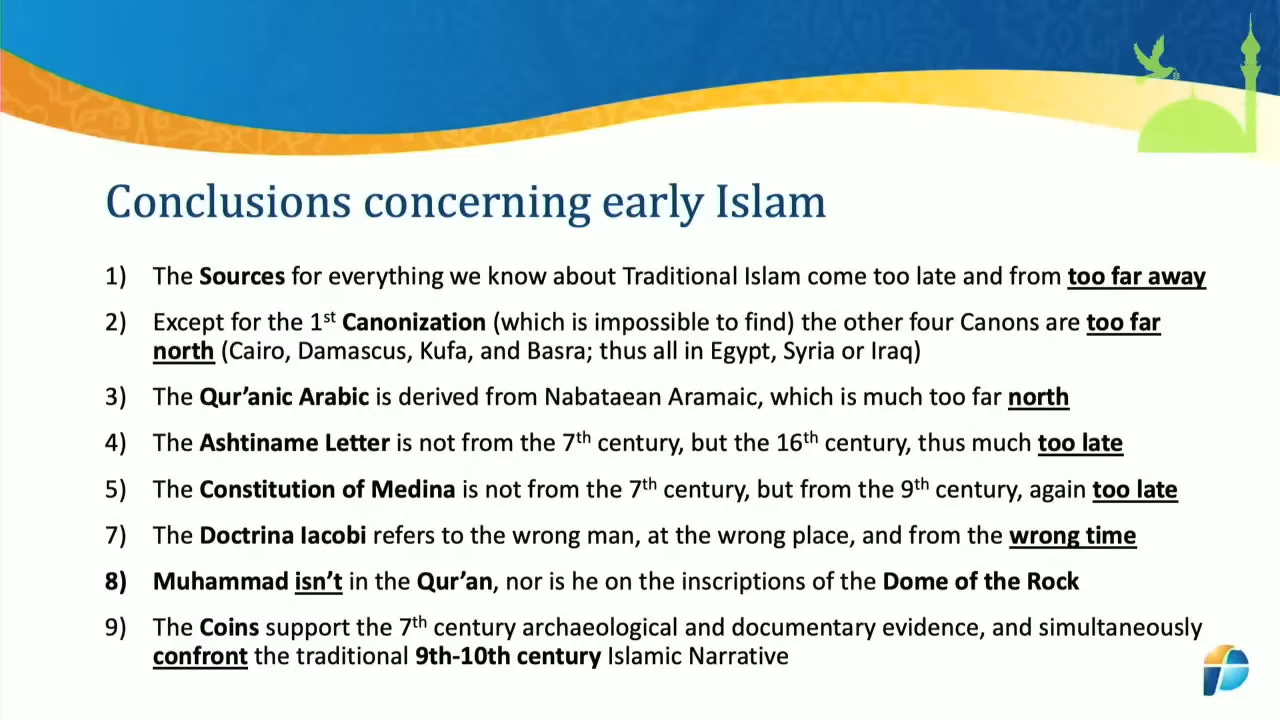 Conclusions concerning early Islam
1) The Sources for everything we know about Traditional Islam come too late and from too far away
2) Except for the 1st Canonization (which is impossible to find) the other four Canons are too far
north (Cairo, Damascus, Kufa, and Basra; thus all in Egypt, Syria or Iraq)
3) The Qur’anic Arabic is derived from Nabataean Aramaic, which is much too far north
4) The Ashtiname Letter is not from the 7th century, but the 16th century, thus much too late
5) The Constitution of Medina is not from the 7th century, but from the 9th century, again too late
7) The Doctrina Iacobi refers to the wrong man, at the wrong place, and from the wrong time
8) Muhammad isn’t in the Qur’an, nor is he on the inscriptions of the Dome of the Rock
9) The Coins support the 7th century archaeological and documentary evidence, and simultaneously
confront the traditional 9th-10th century Islamic Narrative